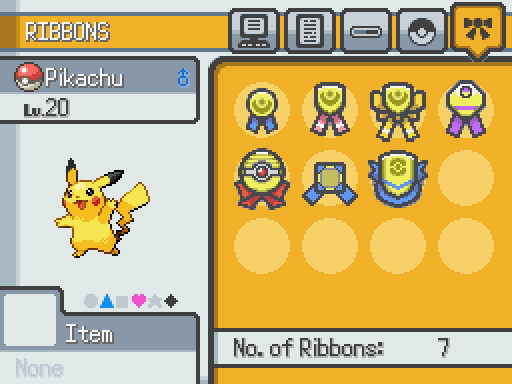 RIBBONS
Pikachu ♂
Lv.20
Item
None
No. of Ribbons: 7